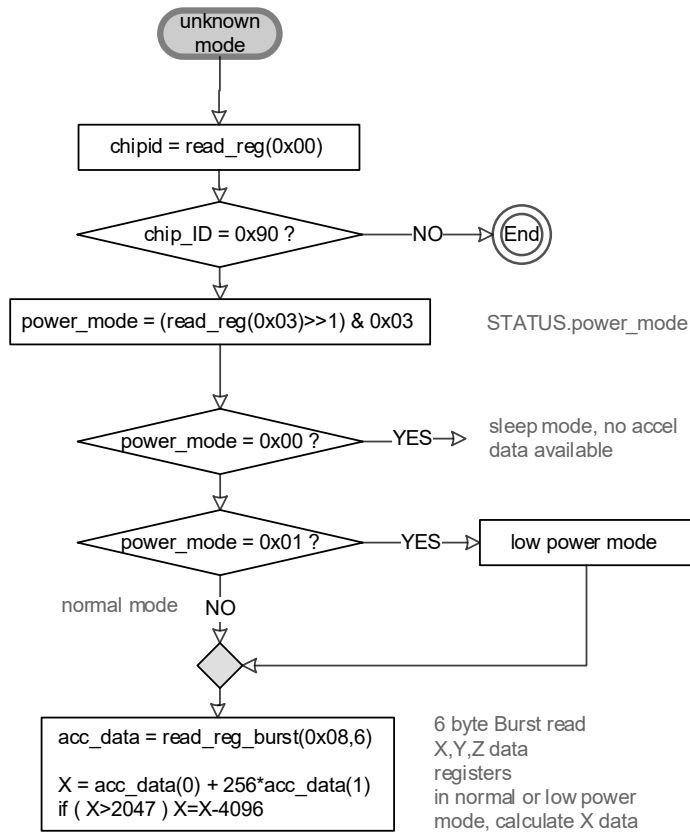 unknown
mode
chipid = read_reg(0x00)
chip_ID = 0x90 ?
NO
End
power_mode = (read_reg(0x03)>>1) & 0x03
STATUS.power_mode
power_mode = 0x00 ?
YES
sleep mode, no accel
data available
power_mode = 0x01 ?
YES
low power mode
normal mode
NO
acc_data = read_reg_burst(0x08,6)
X = acc_data(0) + 256*acc_data(1)
if ( X>2047 ) X=X-4096
6 byte Burst read
X,Y,Z data
registers
in normal or low power
mode, calculate X data